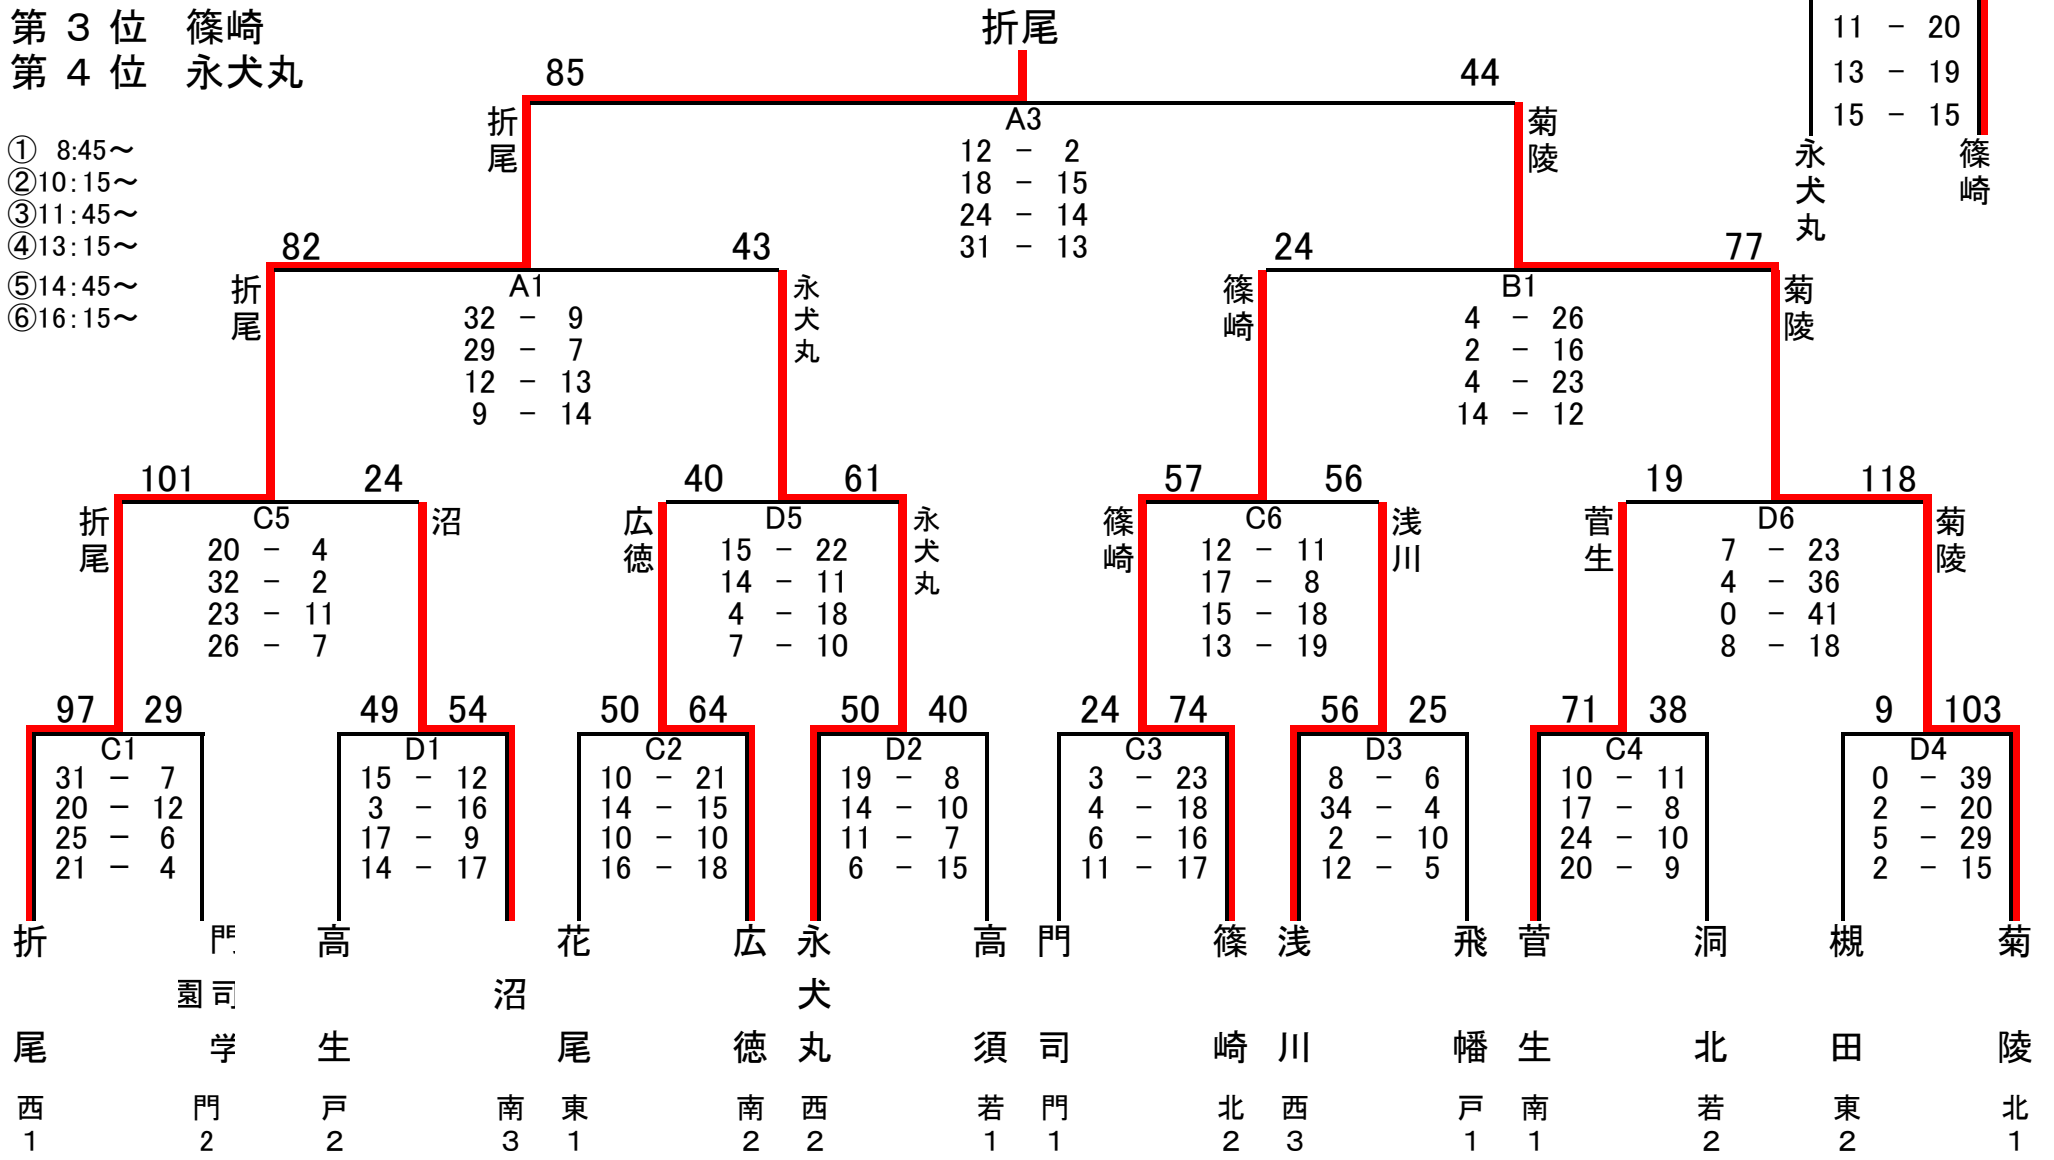 第 3 位 篠崎
第 4 位 永犬丸
① 8:45～
②10:15～
③11:45～
④13:15～
⑤14:45～
⑥16:15～
折尾
11 － 20
13 － 19
15 － 15
永犬丸
篠崎
85
44
折尾
A3
菊陵
12 － 2
18 － 15
24 － 14
31 － 13
82
43
折尾
A1
永犬丸
32 － 9
29 － 7
12 － 13
9 － 14
24
77
篠崎
B1
菊陵
4 － 26
2 － 16
4 － 23
14 － 12
101
24
折尾
C5
沼
20 － 4
32 － 2
23 － 11
26 － 7
40
61
広徳
D5
永犬丸
15 － 22
14 － 11
4 － 18
7 － 10
57
56
篠崎
C6
浅川
12 － 11
17 － 8
15 － 18
13 － 19
19
118
菅生
D6
菊陵
7 － 23
4 － 36
0 － 41
8 － 18
97
29
C1
31 － 7
20 － 12
25 － 6
21 － 4
49
54
D1
15 － 12
3 － 16
17 － 9
14 － 17
50
64
C2
10 － 21
14 － 15
10 － 10
16 － 18
50
40
D2
19 － 8
14 － 10
11 － 7
6 － 15
24
74
C3
3 － 23
4 － 18
6 － 16
11 － 17
56
25
D3
8 － 6
34 － 4
2 － 10
12 － 5
71
38
C4
10 － 11
17 － 8
24 － 10
20 － 9
9
103
D4
0 － 39
2 － 20
5 － 29
2 － 15
折尾
西1
門司学園
門2
高生
戸2
沼
南3
花尾
東1
広徳
南2
永犬丸
西2
高須
若1
門司
門1
篠崎
北2
浅川
西3
飛幡
戸1
菅生
南1
洞北
若2
槻田
東2
菊陵
北1